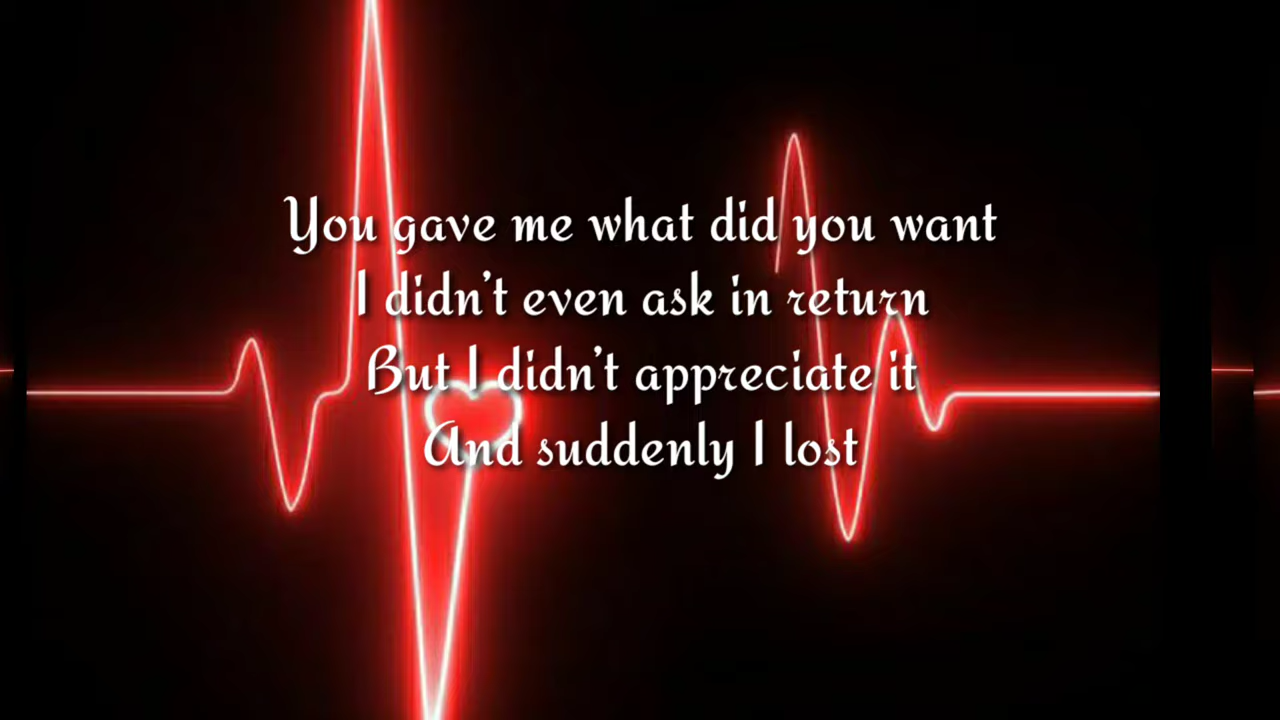 You gave me what did you want
I didn't even ask in return
But I didn't appreciate it
And suddenly I lost